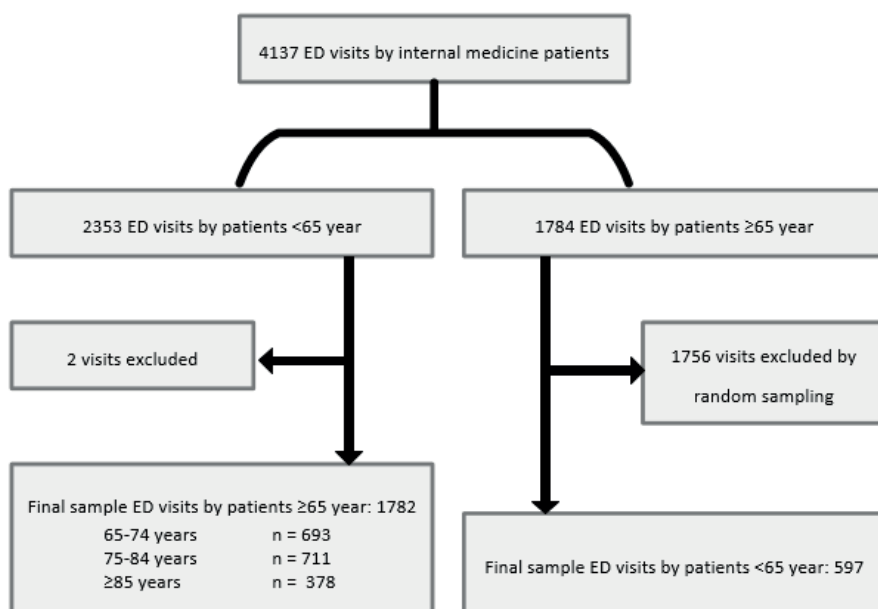 4137 ED visits by internal medicine patients
2353 ED visits by patients <65 year
1784 ED visits by patients ≥65 year
2 visits excluded
1756 visits excluded by
random sampling
Final sample ED visits by patients ≥65 year: 1782
65-74 years n = 693
75-84 years n = 711
≥85 years n = 378
Final sample ED visits by patients <65 year: 597